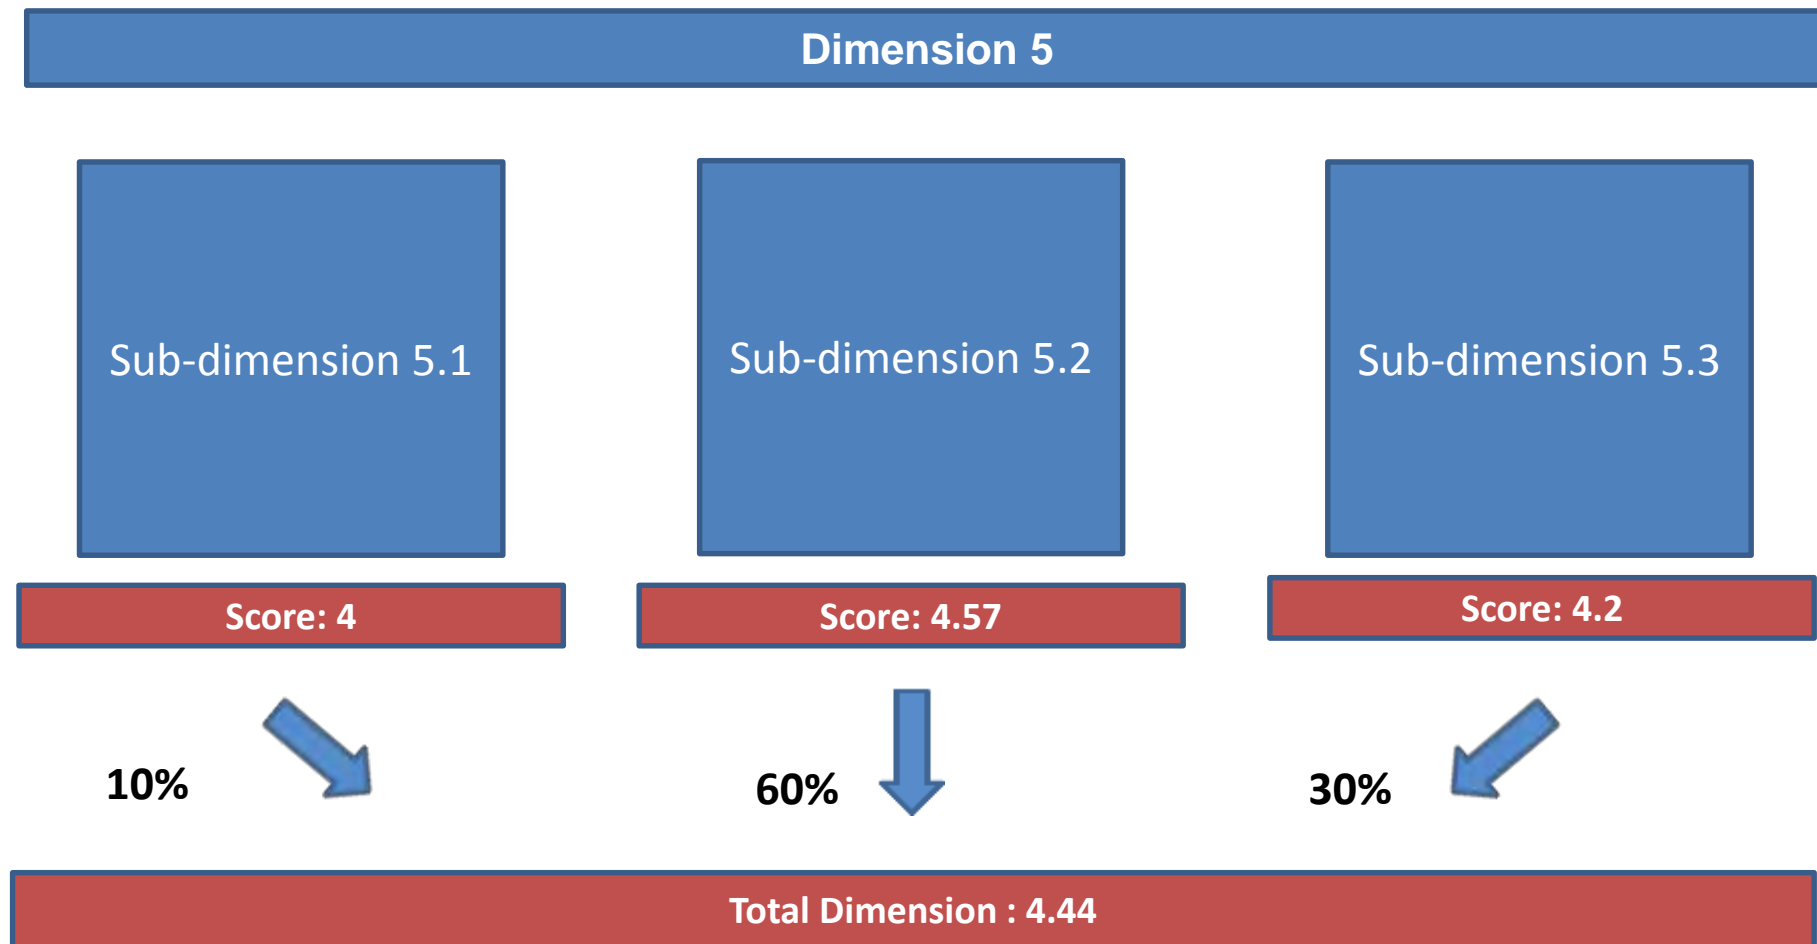 Dimension 5
Sub-dimension 5.1
Sub-dimension 5.2
Sub-dimension 5.3
Score: 4
Score: 4.57
Score: 4.2
10%
60%
30%
Total Dimension : 4.44